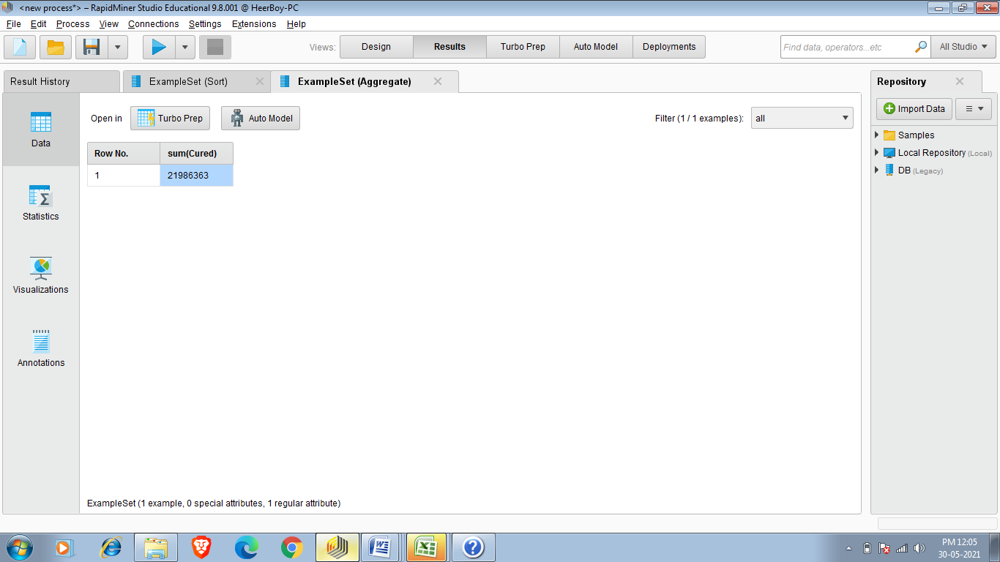 <new process*> – RapidMiner Studio Educational 9.8.001 @ HeerBoy-PC
File Edit Process View Connections Settings Extensions Help
Views: Design Results Turbo Prep Auto Model Deployments Find data, operators...etc All Studio
Result History ExampleSet (Sort) ExampleSet (Aggregate) Repository
Open in Turbo Prep Auto Model Filter (1 / 1 examples): all Import Data
Data
Row No. sum(Cured)
1 21986363
Samples
Local Repository (Local)
DB (Legacy)
Statistics
Visualizations
Annotations
ExampleSet (1 example, 0 special attributes, 1 regular attribute)
PM 12:05
30-05-2021